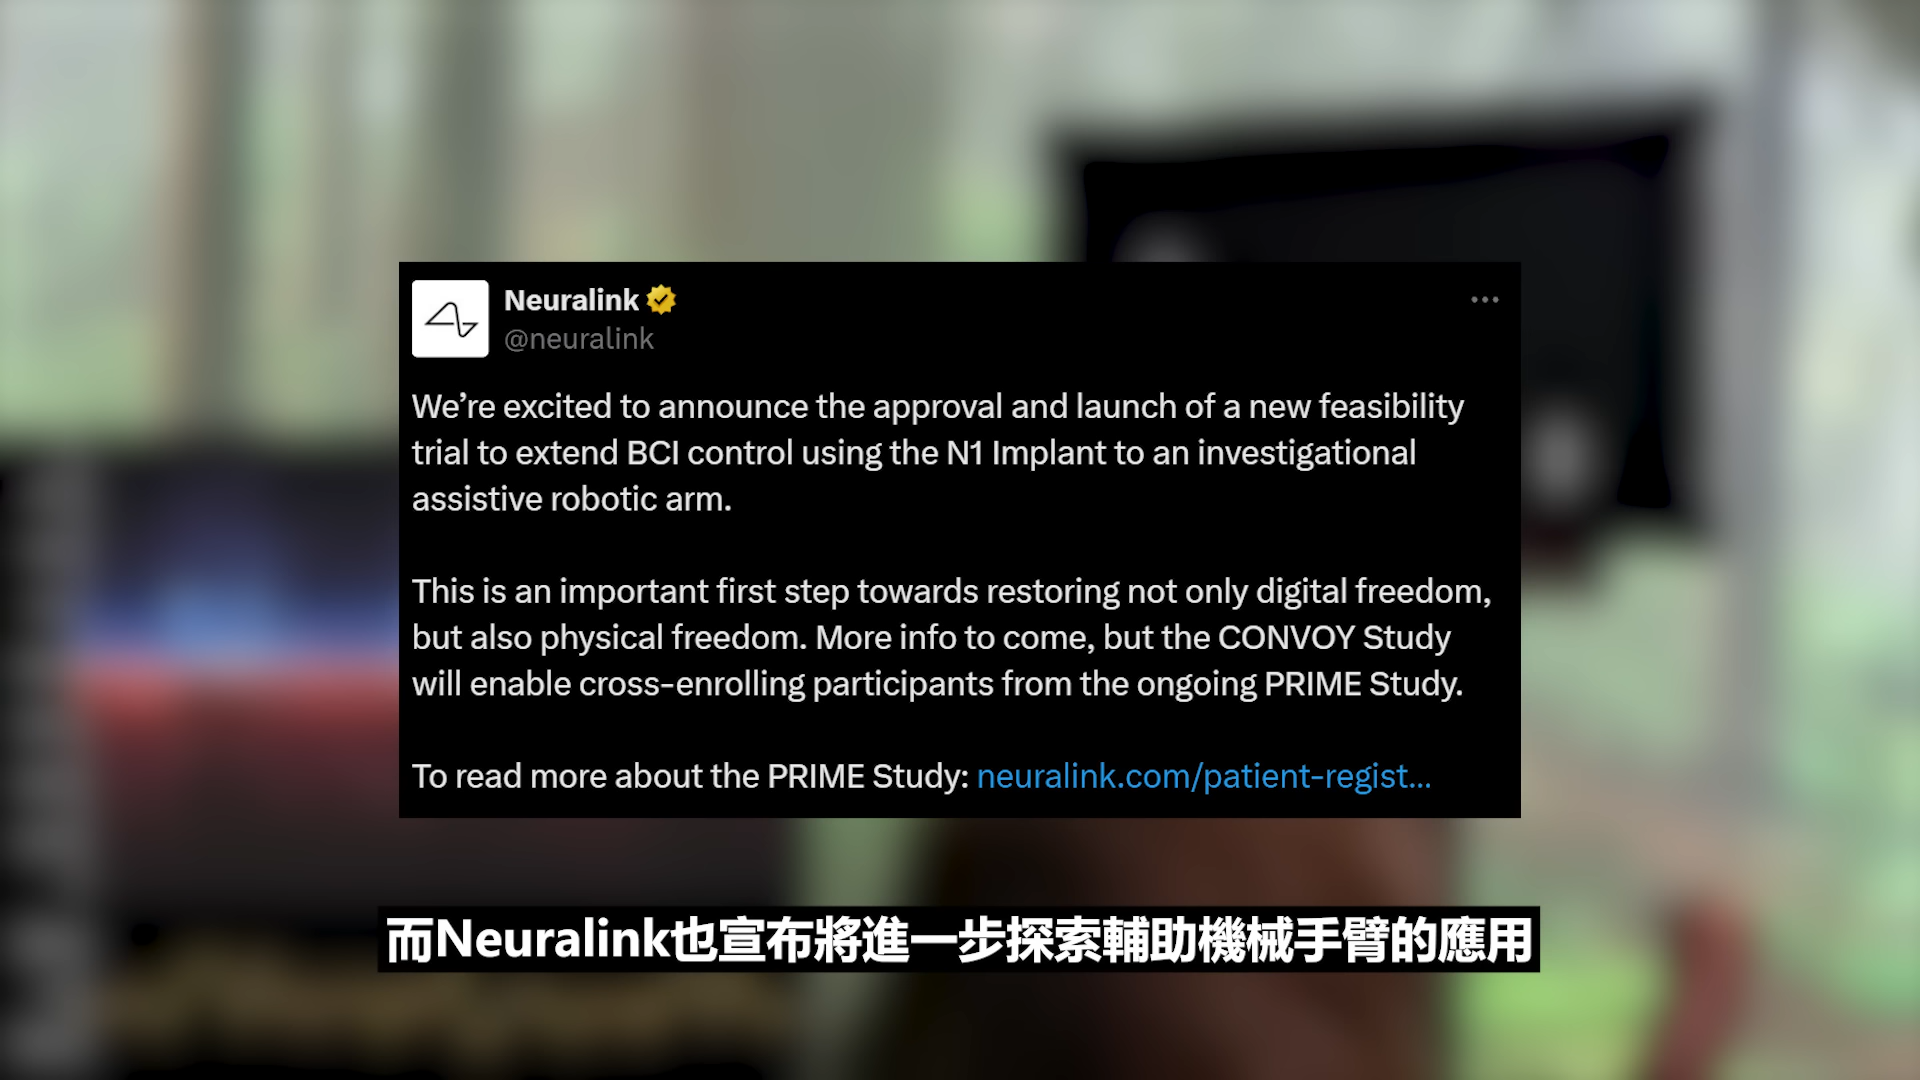 Neuralink
@neuralink
We’re excited to announce the approval and launch of a new feasibility
trial to extend BCI control using the N1 Implant to an investigational
assistive robotic arm.
This is an important first step towards restoring not only digital freedom,
but also physical freedom. More info to come, but the CONVOY Study
will enable cross-enrolling participants from the ongoing PRIME Study.
To read more about the PRIME Study: neuralink.com/patient-regist...
而Neuralink也宣布將進一步探索輔助機械手臂的應用